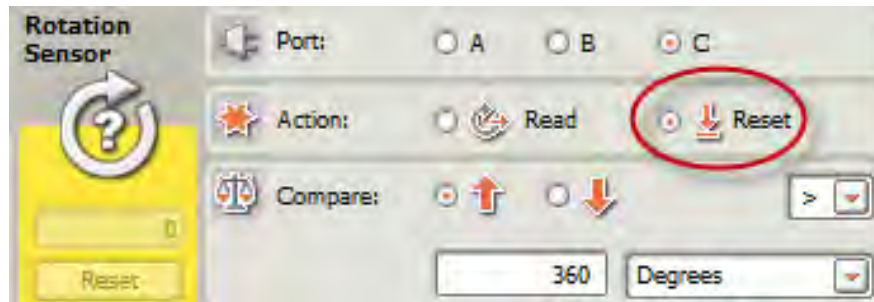 Rotation
Sensor
Port:
A
B
C
Action:
Read
Reset
?
Compare:
>
0
360
Degrees
Reset